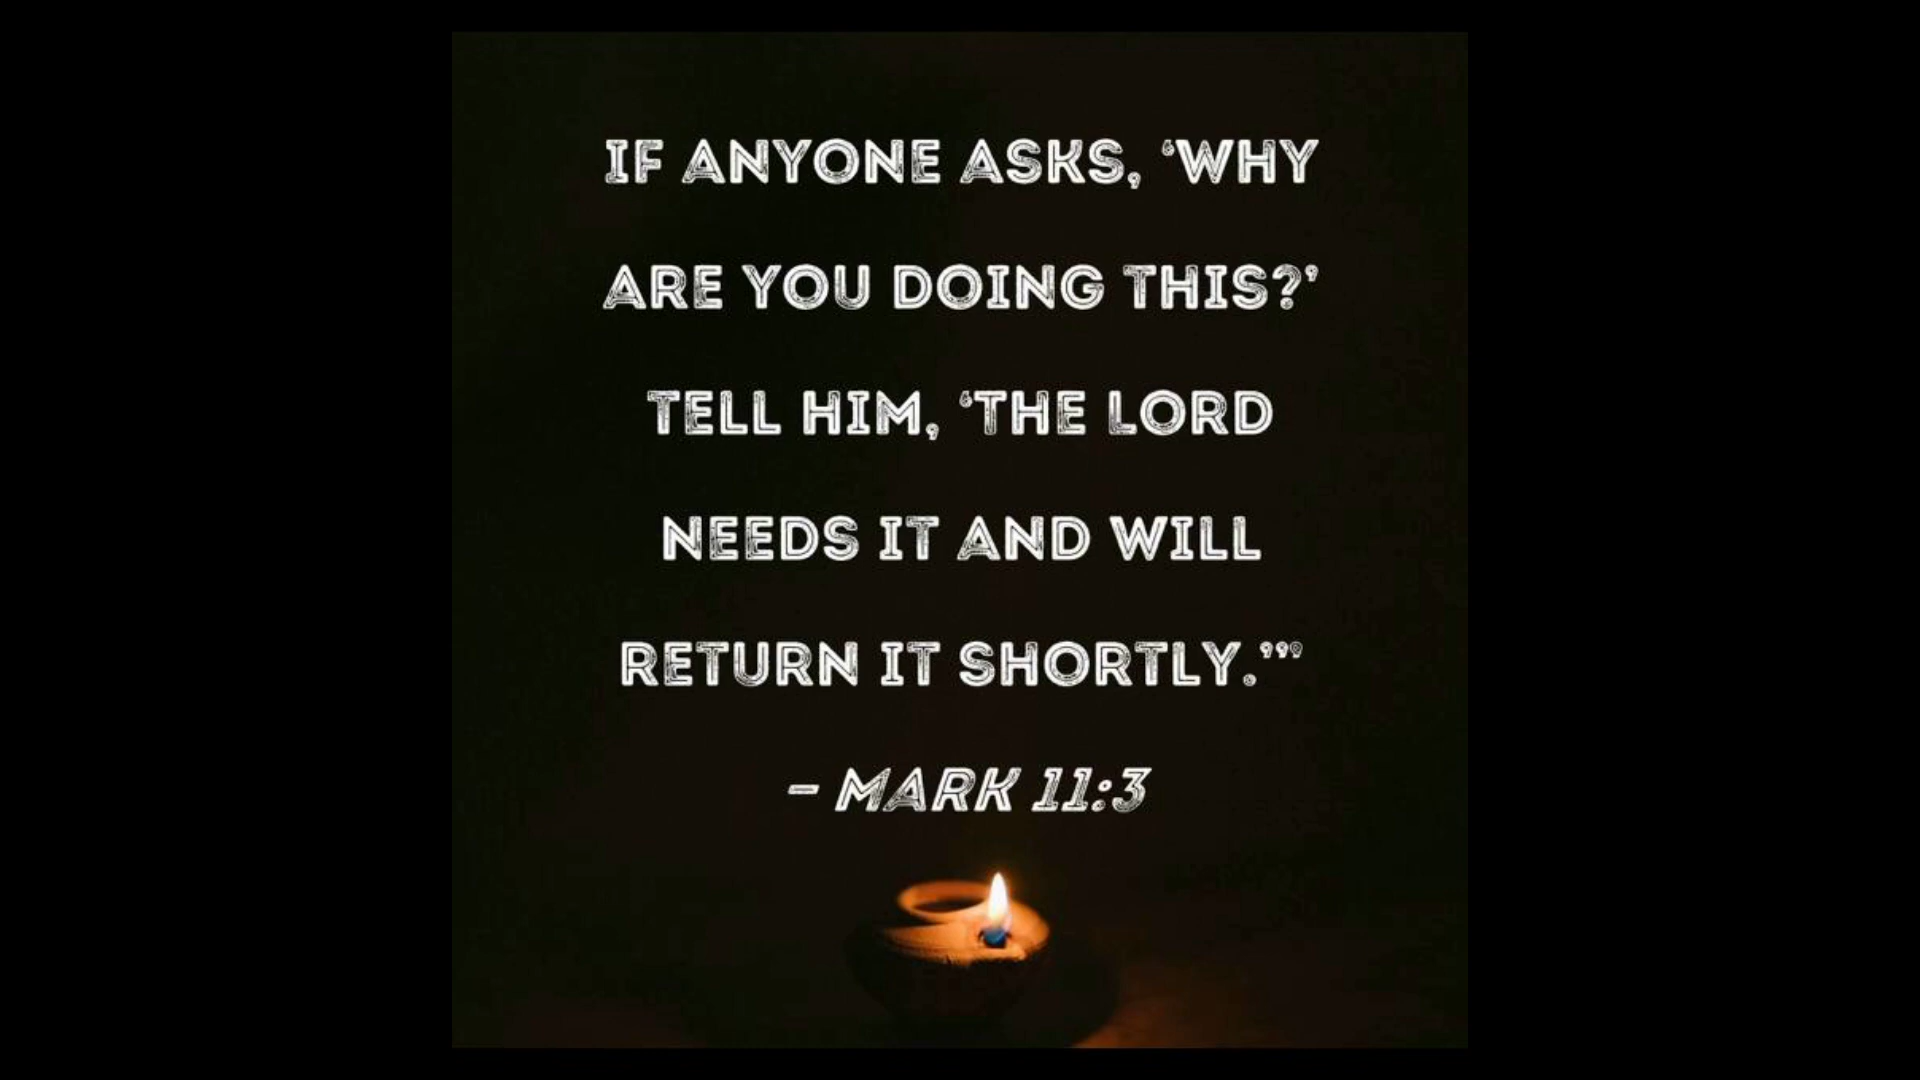 IF ANYONE ASKS, ‘WHY
ARE YOU DOING THIS?’
TELL HIM, ‘THE LORD
NEEDS IT AND WILL
RETURN IT SHORTLY.’”
– MARK 11:3